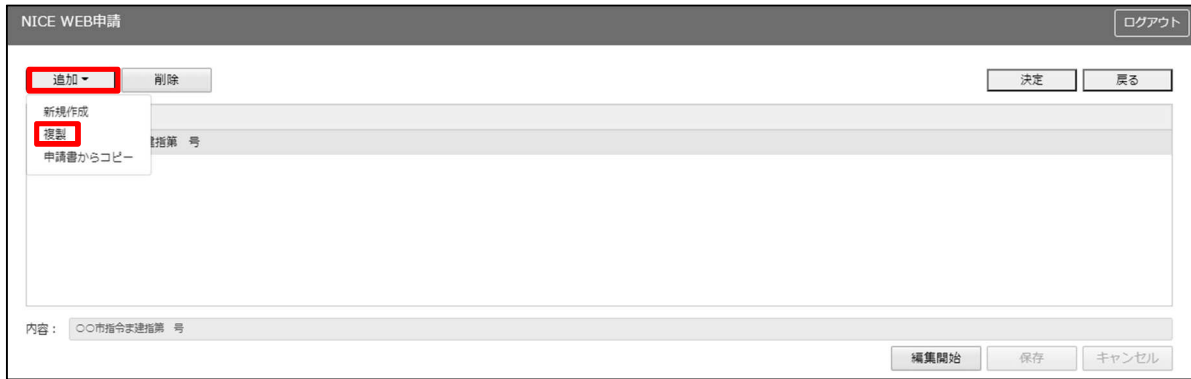 NICE WEB申請
ログアウト
追加▼ 削除 決定 戻る
新規作成
複製
建指第 号
申請書からコピー
内容： 〇〇市指令ま建指第 号
編集開始 保存 キャンセル